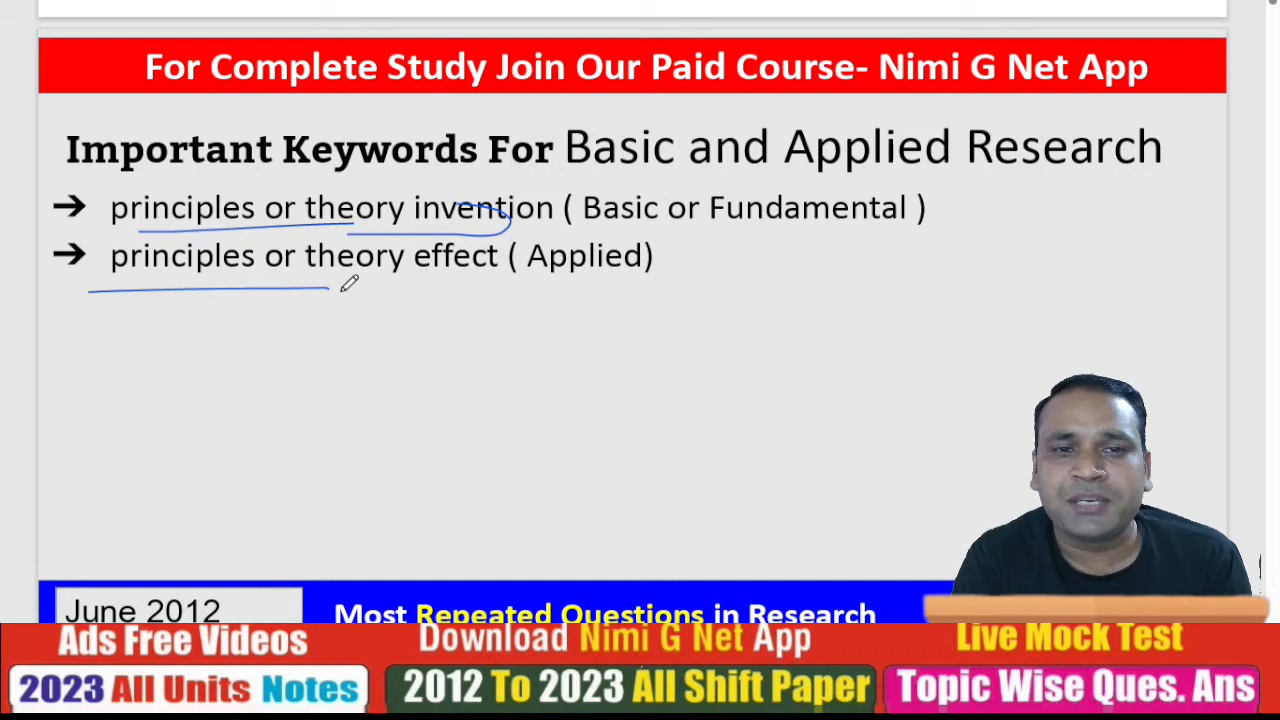 For Complete Study Join Our Paid Course- Nimi G Net App
Important Keywords For Basic and Applied Research
➔ principles or theory invention ( Basic or Fundamental )
➔ principles or theory effect ( Applied)
June 2012
Most Repeated Questions in Research
Ads Free Videos
Download Nimi G Net App
Live Mock Test
2023 All Units Notes
2012 To 2023 All Shift Paper
Topic Wise Ques. Ans